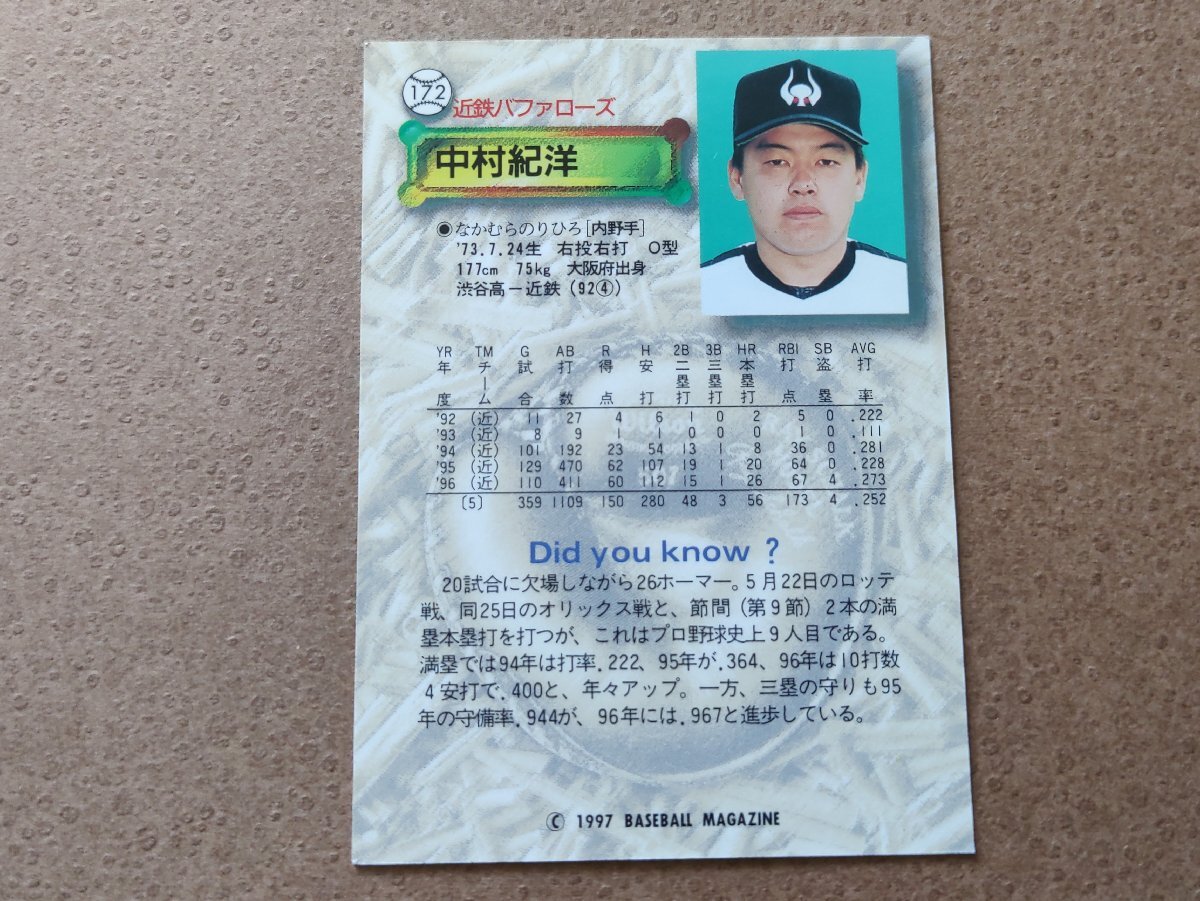 172
近鉄バファローズ
中村紀洋
◉なかむらのりひろ[内野手]
'73.7.24生 右投右打 O型
177cm 75kg 大阪府出身
渋谷高－近鉄（92④）
YR TM G AB R H 2B 3B HR RBI SB AVG
年度 チーム 試合 打数 得点 安打 二塁打 三塁打 本塁打 打点 盗塁 打率
'92 (近) 11 27 4 6 1 0 2 5 0 .222
'93 (近) 8 9 1 1 0 0 0 1 0 .111
'94 (近) 101 192 23 54 13 1 8 36 0 .281
'95 (近) 129 470 62 107 19 1 20 64 0 .228
'96 (近) 110 411 60 112 15 1 26 67 4 .273
〔5〕 359 1109 150 280 48 3 56 173 4 .252
Did you know ?
20試合に欠場しながら26ホーマー。5月22日のロッテ
戦、同25日のオリックス戦と、節間（第9節）2本の満
塁本塁打を打つが、これはプロ野球史上9人目である。
満塁では94年は打率.222、95年が.364、96年は10打数
4安打で.400と、年々アップ。一方、三塁の守りも95
年の守備率.944が、96年には.967と進歩している。
© 1997 BASEBALL MAGAZINE